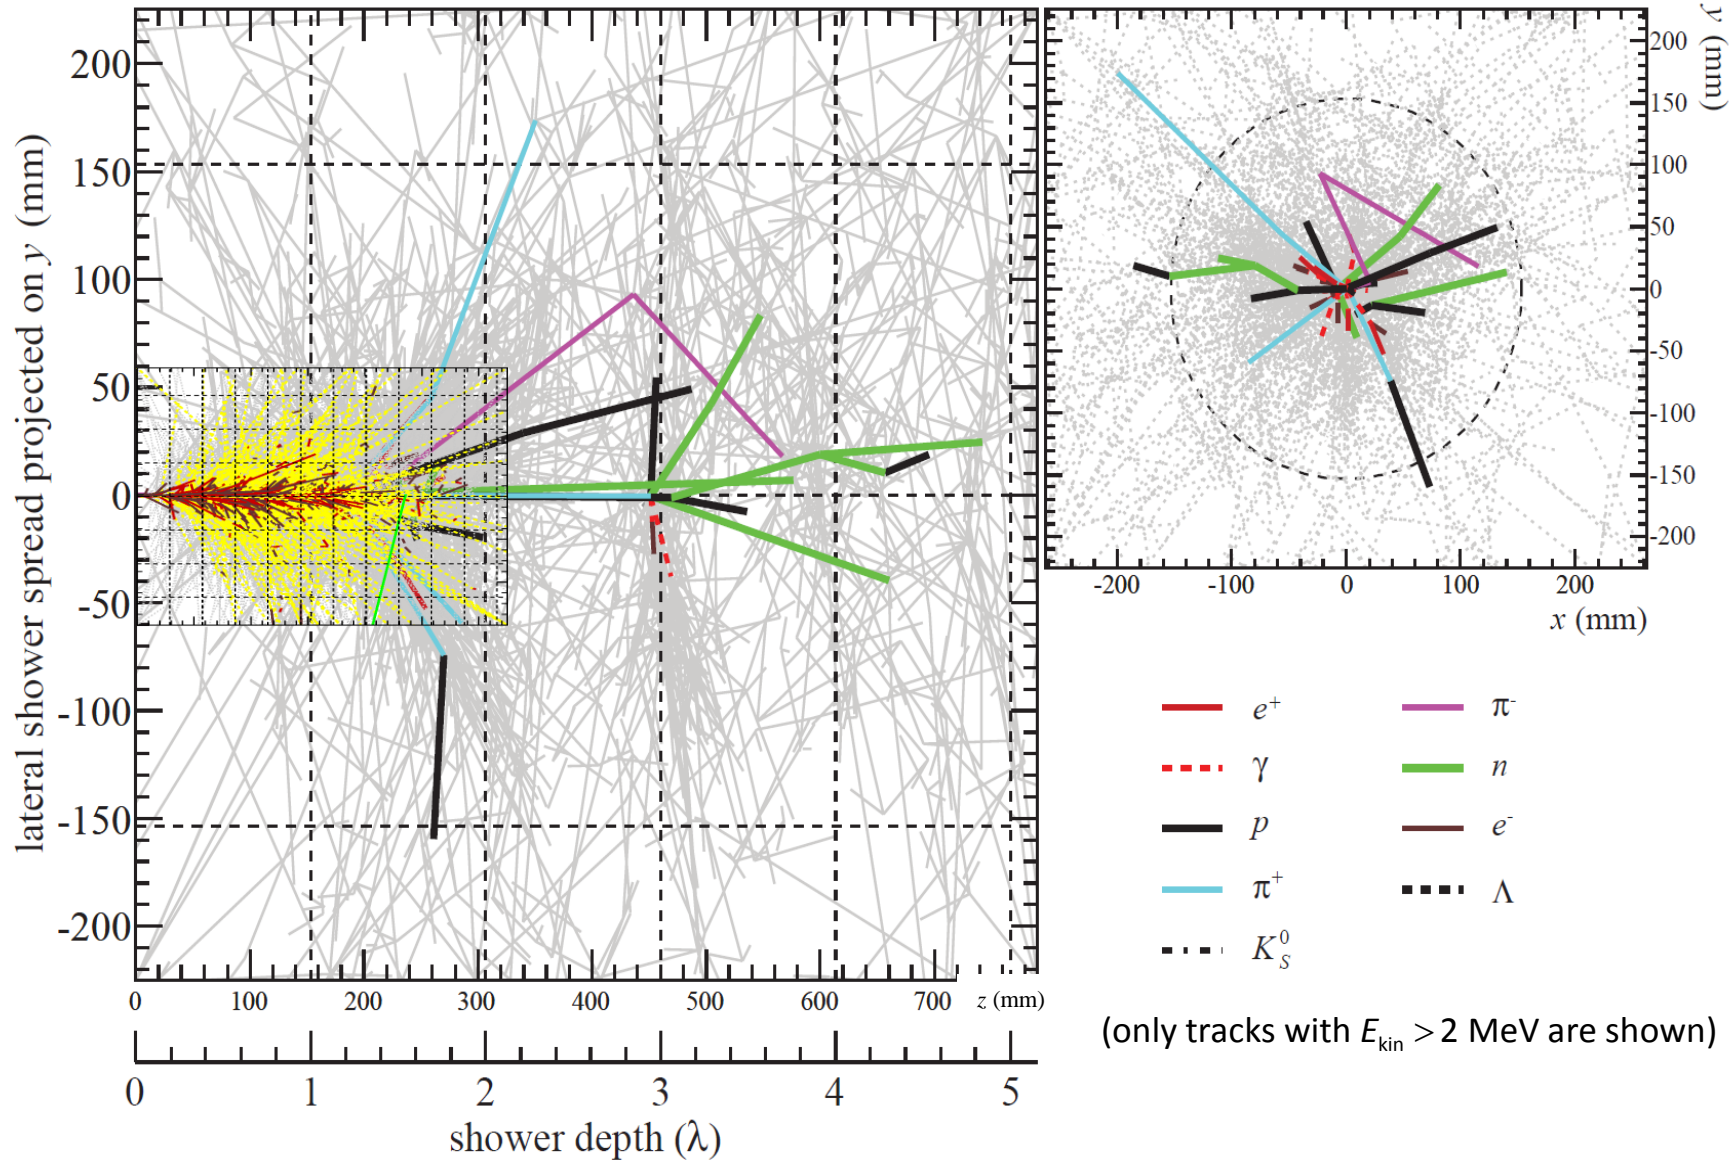 lateral shower spread projected on y (mm)
200
150
100
50
0
-50
-100
-150
-200
0 100 200 300 400 500 600 700 z (mm)
0 1 2 3 4 5
shower depth (λ)
y (mm)
200
150
100
50
0
-50
-100
-150
-200
-200 -100 0 100 200
x (mm)
e⁺ π⁻
γ n
p e⁻
π⁺ Λ
K⁰_S
(only tracks with E_kin > 2 MeV are shown)